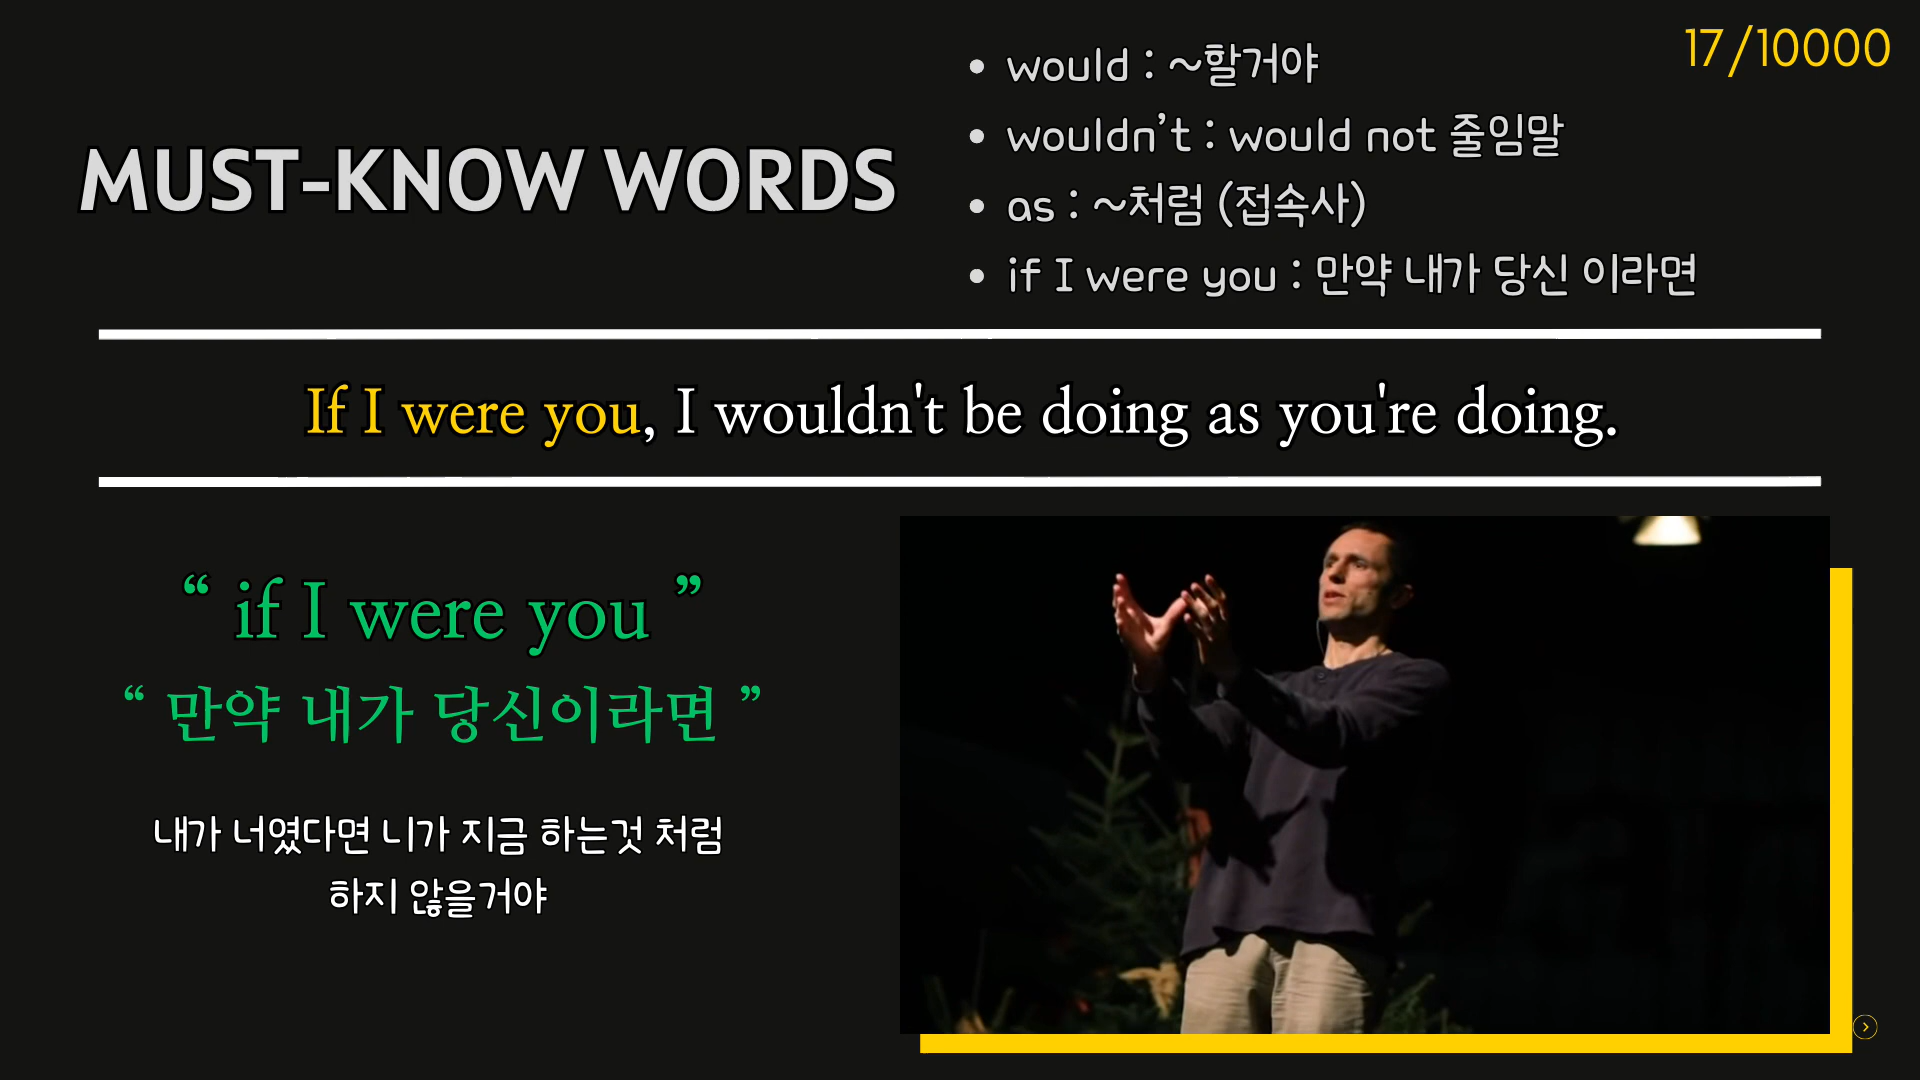 MUST-KNOW WORDS
• would : ~할거야
• wouldn’t : would not 줄임말
• as : ~처럼 (접속사)
• if I were you : 만약 내가 당신 이라면
17/10000
If I were you, I wouldn't be doing as you're doing.
“ if I were you ”
“ 만약 내가 당신이라면 ”
내가 너였다면 니가 지금 하는것 처럼
하지 않을거야